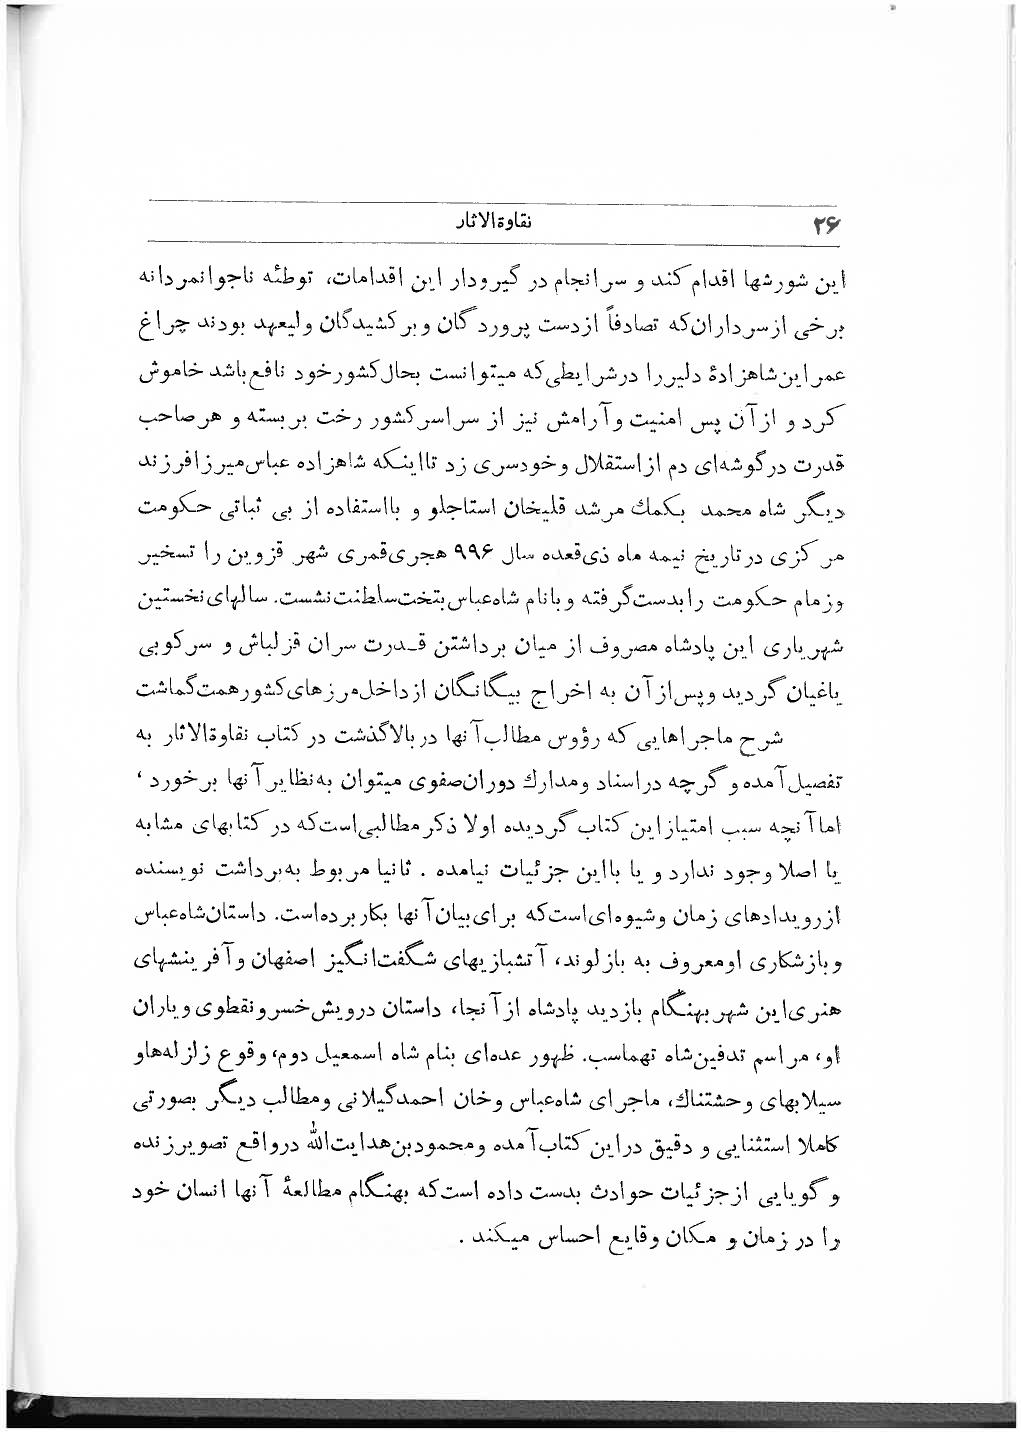 ۲۶
نقاوةالاثار
این شورشها اقدام کند و سرانجام در گیرودار این اقدامات، توطئه ناجوانمردانه
برخی ازسرداران‌که تصادفاً ازدست پروردگان وبرکشیدگان ولیعهد بودند چراغ
عمراین‌شاهزادهٔ دلیررا درشرایطی‌که میتوانست بحال‌کشورخود نافع‌باشد خاموش
کرد و ازآن پس امنیت وآرامش نیز از سراسرکشور رخت بربسته و هرصاحب
قدرت درگوشه‌ای دم ازاستقلال وخودسری زد تااینکه شاهزاده عباس‌میرزافرزند
دیگر شاه محمد بکمك مرشد قلیخان استاجلو و بااستفاده از بی ثباتی حکومت
مرکزی درتاریخ نیمه ماه ذی‌قعده سال ۹۹۶ هجری‌قمری شهر قزوین را تسخیر
وزمام حکومت رابدست‌گرفته وبانام شاه‌عباس‌بتخت‌سلطنت‌نشست. سالهای‌نخستین
شهریاری این پادشاه مصروف از میان برداشتن قـدرت سران قزلباش و سرکوبی
یاغیان‌گردید وپس‌ازآن به اخراج بیگانگان ازداخل‌مرزهای‌کشورهمت‌گماشت
شرح ماجراهایی که رؤوس مطالب‌آنها دربالاگذشت در کتاب نقاوةالاثار به
تفصیل‌آمده وگرچه دراسناد ومدارك دوران‌صفوی میتوان به‌نظایرآنها برخورد ،
اماآنچه سبب امتیازاین کتاب‌گردیده اولا ذکرمطالبی‌است‌که در کتابهای مشابه
یا اصلا وجود ندارد و یا بااین جزئیات نیامده . ثانیا مربوط به‌برداشت نویسنده
ازرویدادهای زمان وشیوه‌ای‌است‌که برای‌بیان‌آنها بکاربرده‌است. داستان‌شاه‌عباس
وبازشکاری اومعروف به بازلوند، آتشبازیهای شگفت‌انگیز اصفهان وآفرینشهای
هنری‌این شهربهنگام بازدید پادشاه ازآنجا، داستان درویش‌خسرونقطوی ویاران
او، مراسم تدفین‌شاه تهماسب. ظهور عده‌ای بنام شاه اسمعیل دوم، وقوع زلزله‌هاو
سیلابهای وحشتناك، ماجرای شاه‌عباس وخان احمدگیلانی ومطالب دیگر بصورتی
کاملا استثنایی و دقیق دراین‌کتاب‌آمده ومحمودبن‌هدایت‌الله درواقع تصویرزنده
وگویایی ازجزئیات حوادث بدست داده است‌که بهنگام مطالعهٔ آنها انسان خود
را در زمان و مکان وقایع احساس میکند .